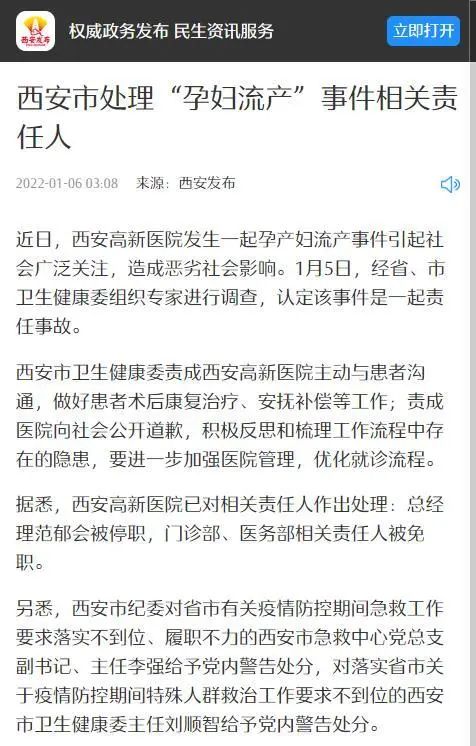 西安发布
权威政务发布 民生资讯服务
立即打开
西安市处理“孕妇流产”事件相关责
任人
2022-01-06 03:08 来源：西安发布
近日，西安高新医院发生一起孕产妇流产事件引起社
会广泛关注，造成恶劣社会影响。1月5日，经省、市
卫生健康委组织专家进行调查，认定该事件是一起责
任事故。
西安市卫生健康委责成西安高新医院主动与患者沟
通，做好患者术后康复治疗、安抚补偿等工作；责成
医院向社会公开道歉，积极反思和梳理工作流程中存
在的隐患，要进一步加强医院管理，优化就诊流程。
据悉，西安高新医院已对相关责任人作出处理：总经
理范郁会被停职，门诊部、医务部相关责任人被免
职。
另悉，西安市纪委对省市有关疫情防控期间急救工作
要求落实不到位、履职不力的西安市急救中心党总支
副书记、主任李强给予党内警告处分，对落实省市关
于疫情防控期间特殊人群救治工作要求不到位的西安
市卫生健康委主任刘顺智给予党内警告处分。